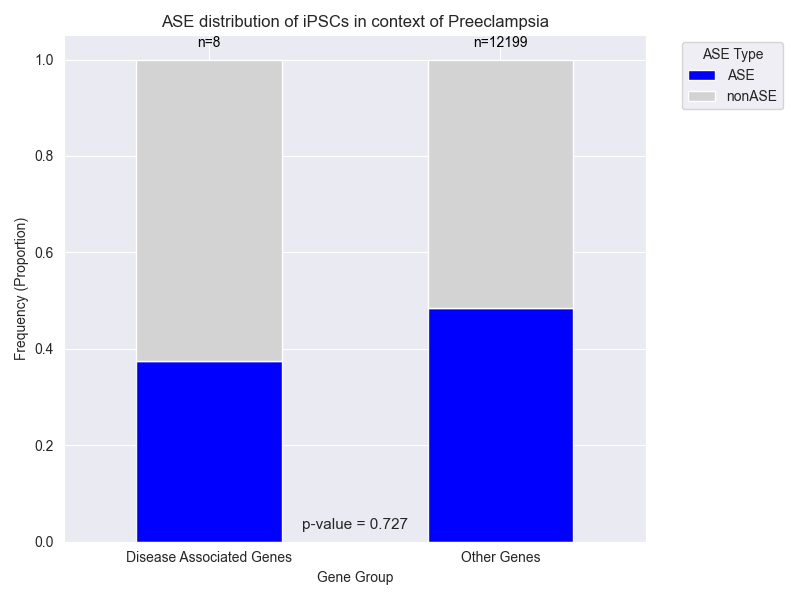 ASE distribution of iPSCs in context of Preeclampsia
n=8
n=12199
ASE Type
ASE
nonASE
1.0
0.8
0.6
0.4
0.2
0.0
Frequency (Proportion)
p-value = 0.727
Disease Associated Genes
Other Genes
Gene Group